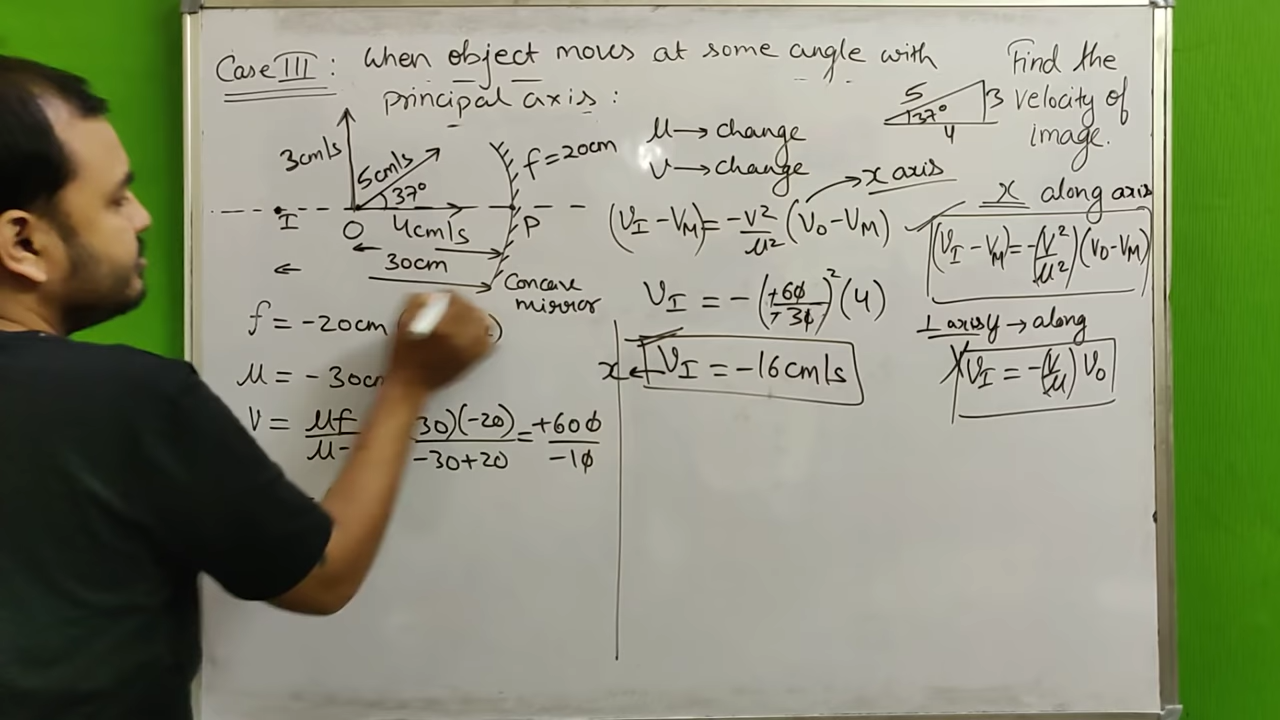 Case III : When object moves at some angle with
principal axis :
Find the
velocity of
image.
5
3
37°
4
3cm/s
5cm/s
37°
f = 20cm
I
O
4cm/s
P
30cm
Concave
mirror
μ → change
v → change
→ x axis
(V_I - V_M) = -V²/μ² (V_O - V_M)
V_I = -(+60/-30)² (4)
x ← V_I = -16cm/s
x along axis
(V_I - V_M) = -(V²/μ²)(V_O - V_M)
⊥ axis y → along
V_I = -(V/μ) V_O
f = -20cm
μ = -30cm
V = μf/μ- 30)(-20)/-30+20 = +600/-10